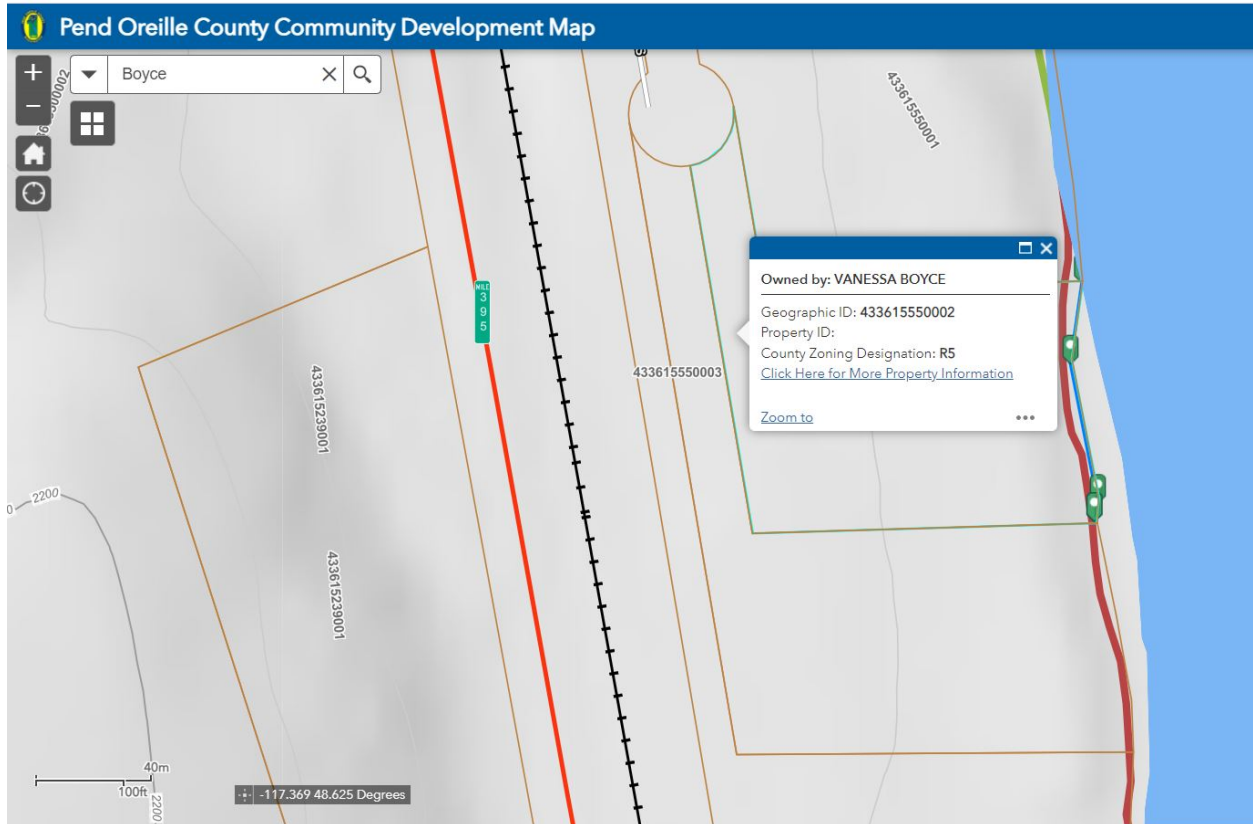 Pend Oreille County Community Development Map
+
Boyce
−
433615550001
Owned by: VANESSA BOYCE
Geographic ID: 433615550002
Property ID:
County Zoning Designation: R5
Click Here for More Property Information
Zoom to
MILE
3
9
5
433615550003
433615239001
2200
433615239001
40m
100ft
2200
-117.369 48.625 Degrees